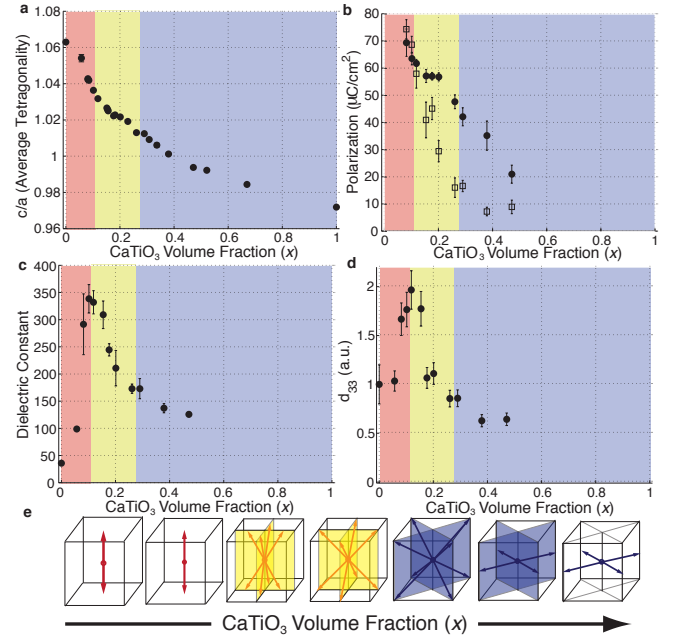 a
1.08
1.06
1.04
1.02
1
0.98
0.96
c/a (Average Tetragonality)
0 0.2 0.4 0.6 0.8 1
CaTiO3 Volume Fraction (x)
b
80
70
60
50
40
30
20
10
0
Polarization (µC/cm2)
0 0.2 0.4 0.6 0.8 1
CaTiO3 Volume Fraction (x)
c
400
350
300
250
200
150
100
50
0
Dielectric Constant
0 0.2 0.4 0.6 0.8 1
CaTiO3 Volume Fraction (x)
d
2
1.5
1
0.5
0
d33 (a.u.)
0 0.2 0.4 0.6 0.8 1
CaTiO3 Volume Fraction (x)
e
CaTiO3 Volume Fraction (x)